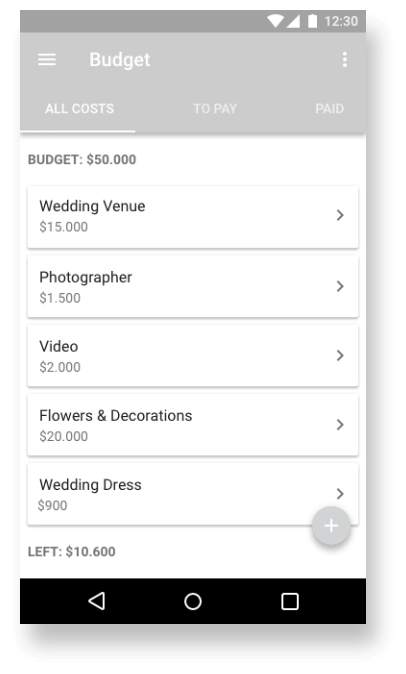 12:30
Budget
ALL COSTS TO PAY PAID
BUDGET: $50.000
Wedding Venue
$15.000
Photographer
$1.500
Video
$2.000
Flowers & Decorations
$20.000
Wedding Dress
$900
LEFT: $10.600